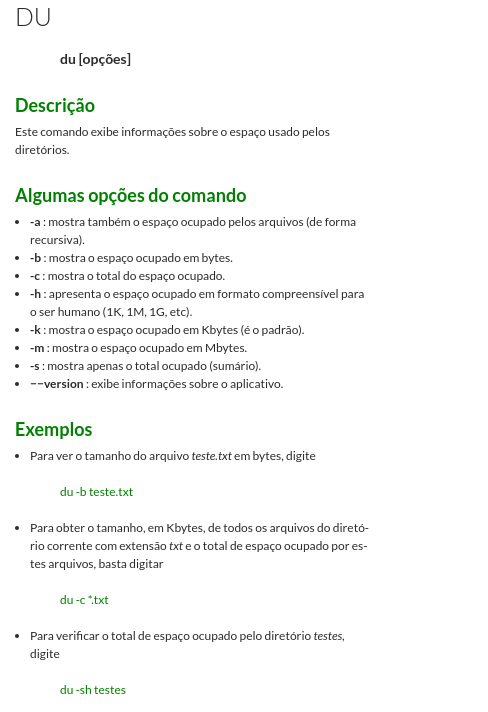 DU
du [opções]
Descrição
Este comando exibe informações sobre o espaço usado pelos
diretórios.
Algumas opções do comando
• -a : mostra também o espaço ocupado pelos arquivos (de forma
recursiva).
• -b : mostra o espaço ocupado em bytes.
• -c : mostra o total do espaço ocupado.
• -h : apresenta o espaço ocupado em formato compreensível para
o ser humano (1K, 1M, 1G, etc).
• -k : mostra o espaço ocupado em Kbytes (é o padrão).
• -m : mostra o espaço ocupado em Mbytes.
• -s : mostra apenas o total ocupado (sumário).
• −−version : exibe informações sobre o aplicativo.
Exemplos
• Para ver o tamanho do arquivo teste.txt em bytes, digite
du -b teste.txt
• Para obter o tamanho, em Kbytes, de todos os arquivos do diretó-
rio corrente com extensão txt e o total de espaço ocupado por es-
tes arquivos, basta digitar
du -c *.txt
• Para verificar o total de espaço ocupado pelo diretório testes,
digite
du -sh testes